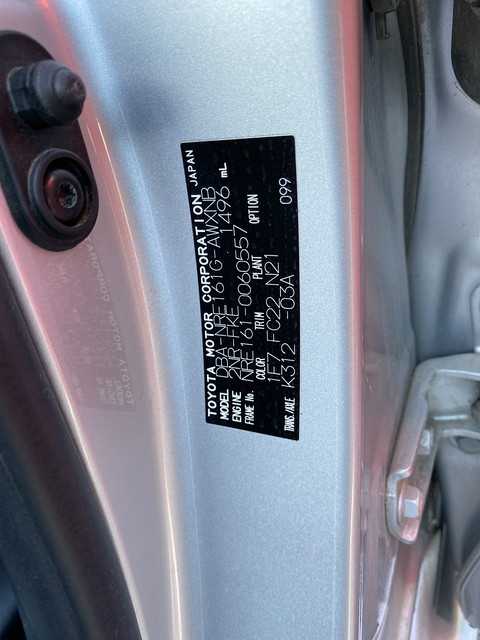 TOYOTA MOTOR CORPORATION JAPAN
MODEL DBA-NRE161G-AWXNB
ENGINE 2NR-FKE 1496 mL
FRAME No. NRE161-0060557
COLOR TRIM PLANT OPTION
1F7 FC22 N21 099
TRANS./AXLE K312 -03A